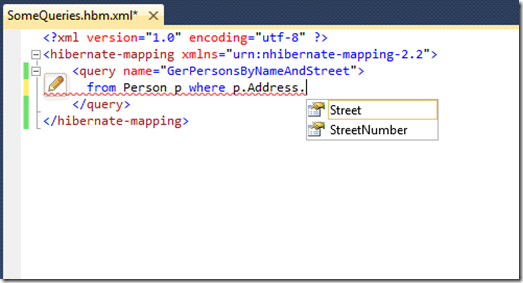 SomeQueries.hbm.xml*
<?xml version="1.0" encoding="utf-8" ?>
<hibernate-mapping xmlns="urn:nhibernate-mapping-2.2">
<query name="GerPersonsByNameAndStreet">
from Person p where p.Address.
Street
</query>
StreetNumber
</hibernate-mapping>